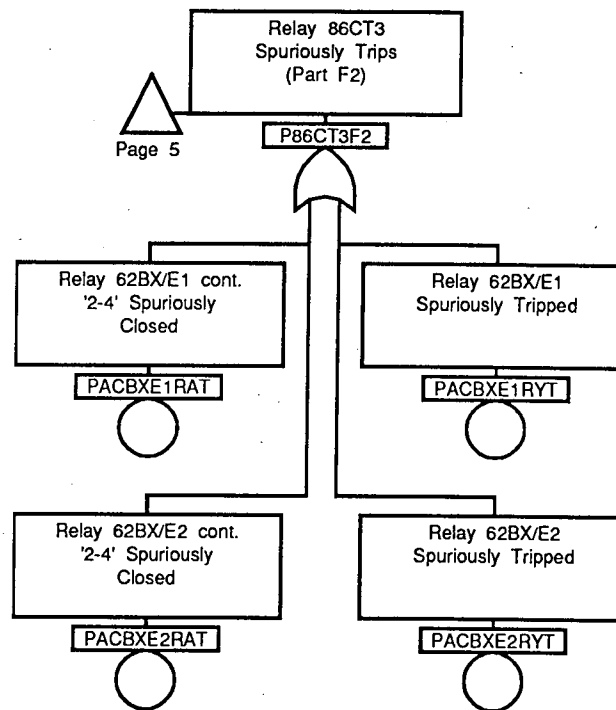 Relay 86CT3
Spuriously Trips
(Part F2)
Page 5
P86CT3F2
Relay 62BX/E1 cont.
'2-4' Spuriously
Closed
PACBXE1RAT
Relay 62BX/E1
Spuriously Tripped
PACBXE1RYT
Relay 62BX/E2 cont.
'2-4' Spuriously
Closed
PACBXE2RAT
Relay 62BX/E2
Spuriously Tripped
PACBXE2RYT